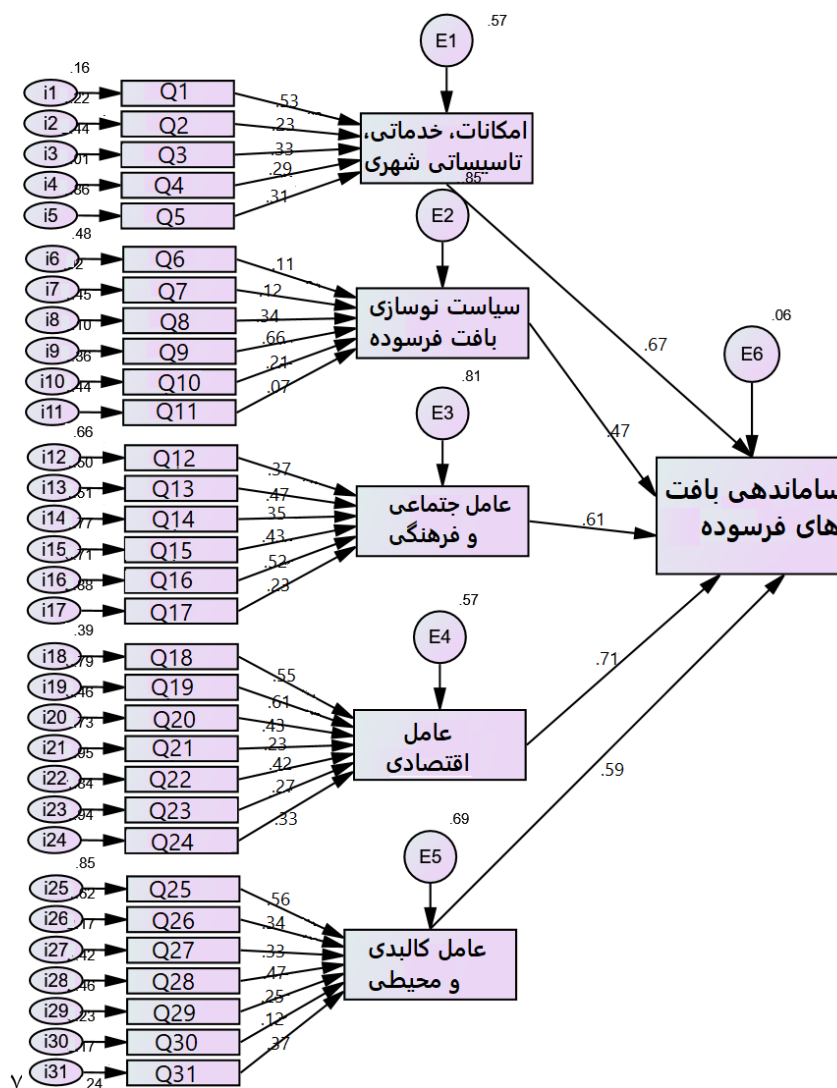 .57
E1
.16
i1
Q1
.53
.22
i2
Q2
.23
.44
i3
Q3
.33
.01
i4
Q4
.29
.86
i5
Q5
.31
امکانات، خدماتی،
تاسیساتی شهری
.85
E2
.48
i6
Q6
.11
i7
Q7
.12
.45
i8
Q8
.34
.10
i9
Q9
.66
.36
i10
Q10
.21
.44
i11
Q11
.07
سیاست نوسازی
بافت فرسوده
.67
.47
.06
E6
.81
E3
.66
i12
Q12
.37
.50
i13
Q13
.47
.51
i14
Q14
.35
.77
i15
Q15
.43
.71
i16
Q16
.52
.88
i17
Q17
.23
عامل جتماعی
و فرهنگی
.61
ساماندهی بافت
های فرسوده
.57
E4
.39
i18
Q18
.55
.79
i19
Q19
.61
.46
i20
Q20
.43
.73
i21
Q21
.23
.95
i22
Q22
.42
.84
i23
Q23
.27
.94
i24
Q24
.33
عامل
اقتصادی
.71
.59
.69
E5
.85
i25
Q25
.56
.62
i26
Q26
.34
.17
i27
Q27
.33
.42
i28
Q28
.47
.46
i29
Q29
.25
.23
i30
Q30
.12
.17
i31
Q31
.37
24
عامل کالبدی
و محیطی
٧